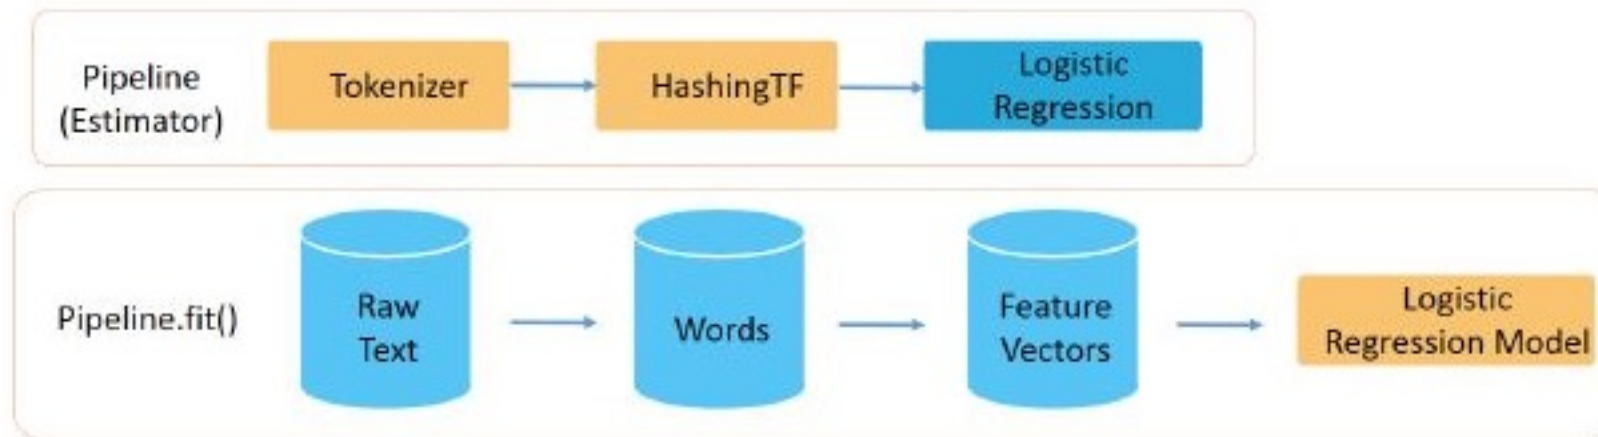 Pipeline
(Estimator)
Tokenizer
HashingTF
Logistic
Regression
Pipeline.fit()
Raw
Text
Words
Feature
Vectors
Logistic
Regression Model